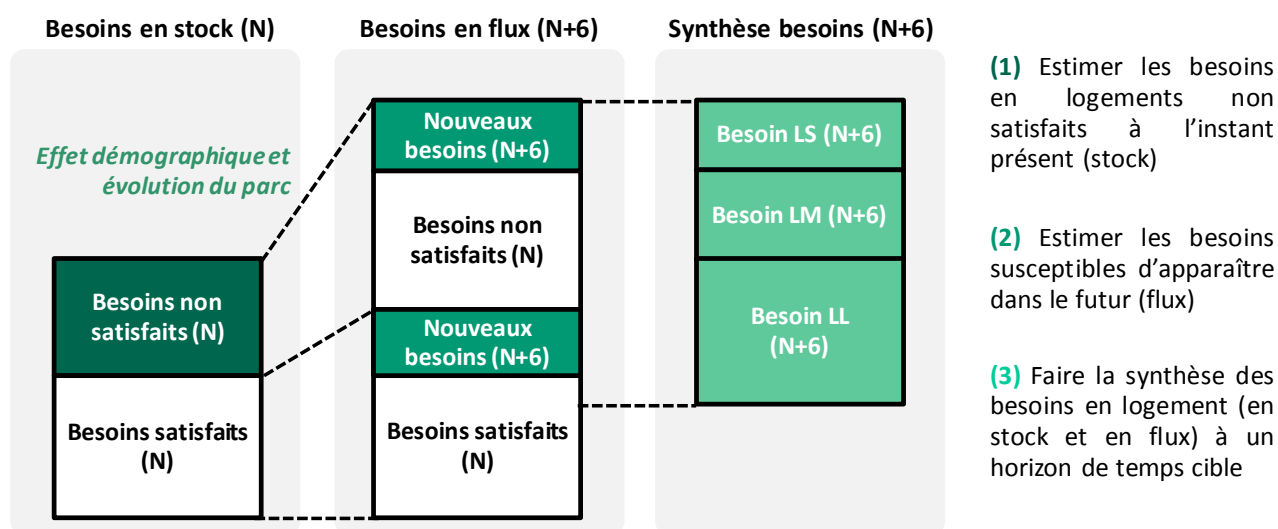 Besoins en stock (N)
Effet démographique et
évolution du parc
Besoins non
satisfaits (N)
Besoins satisfaits
(N)
Besoins en flux (N+6)
Nouveaux
besoins (N+6)
Besoins non
satisfaits (N)
Nouveaux
besoins (N+6)
Besoins satisfaits
(N)
Synthèse besoins (N+6)
Besoin LS (N+6)
Besoin LM (N+6)
Besoin LL
(N+6)
(1) Estimer les besoins
en logements non
satisfaits à l’instant
présent (stock)
(2) Estimer les besoins
susceptibles d’apparaître
dans le futur (flux)
(3) Faire la synthèse des
besoins en logement (en
stock et en flux) à un
horizon de temps cible